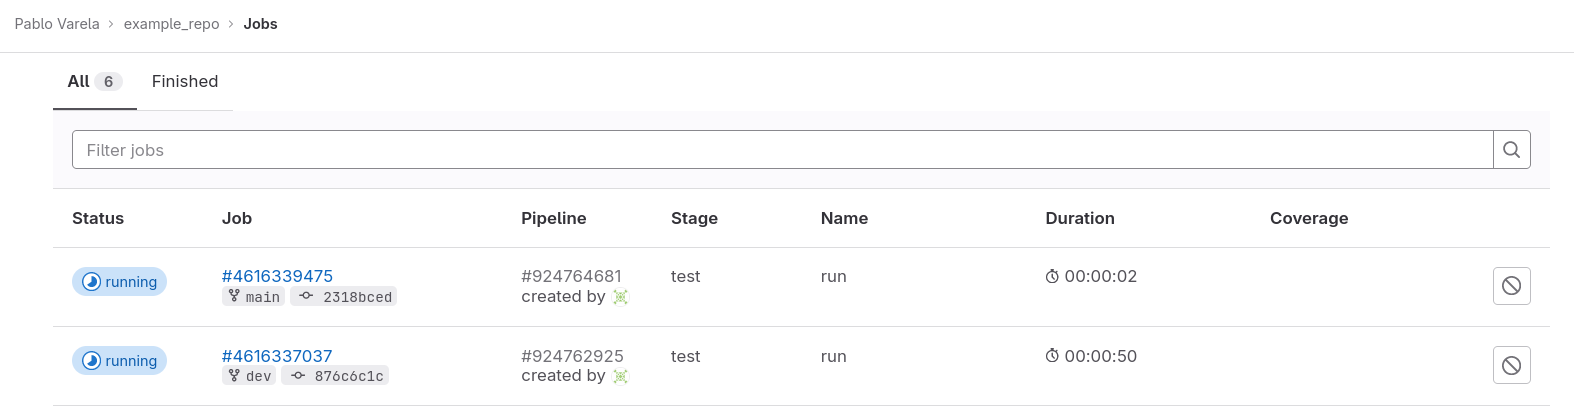 Pablo Varela > example_repo > Jobs
All 6 Finished
Filter jobs
Status Job Pipeline Stage Name Duration Coverage
running #4616339475 #924764681 test run 00:00:02
main 2318bced created by
running #4616337037 #924762925 test run 00:00:50
dev 876c6c1c created by